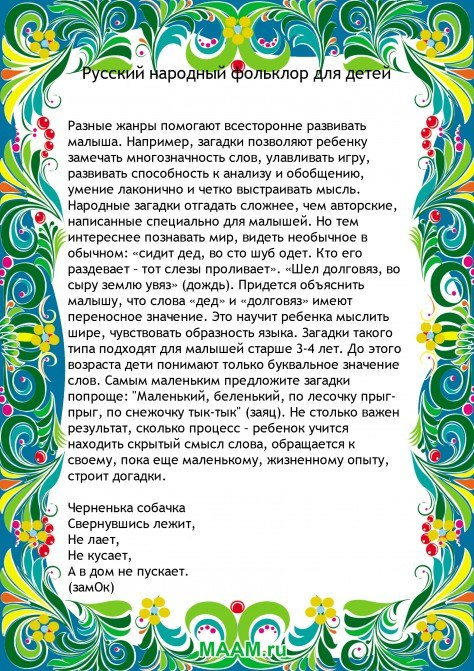 Русский народный фольклор для детей
Разные жанры помогают всесторонне развивать
малыша. Например, загадки позволяют ребенку
замечать многозначность слов, улавливать игру,
развивать способность к анализу и обобщению,
умение лаконично и четко выстраивать мысль.
Народные загадки отгадать сложнее, чем авторские,
написанные специально для малышей. Но тем
интереснее познавать мир, видеть необычное в
обычном: «сидит дед, во сто шуб одет. Кто его
раздевает – тот слезы проливает». «Шел долговяз, во
сыру землю увяз» (дождь). Придется объяснить
малышу, что слова «дед» и «долговяз» имеют
переносное значение. Это научит ребенка мыслить
шире, чувствовать образность языка. Загадки такого
типа подходят для малышей старше 3-4 лет. До этого
возраста дети понимают только буквальное значение
слов. Самым маленьким предложите загадки
попроще: "Маленький, беленький, по лесочку прыг-
прыг, по снежочку тык-тык" (заяц). Не столько важен
результат, сколько процесс – ребенок учится
находить скрытый смысл слова, обращается к
своему, пока еще маленькому, жизненному опыту,
строит догадки.
Черненька собачка
Свернувшись лежит,
Не лает,
Не кусает,
А в дом не пускает.
(замОк)
MAAM.ru